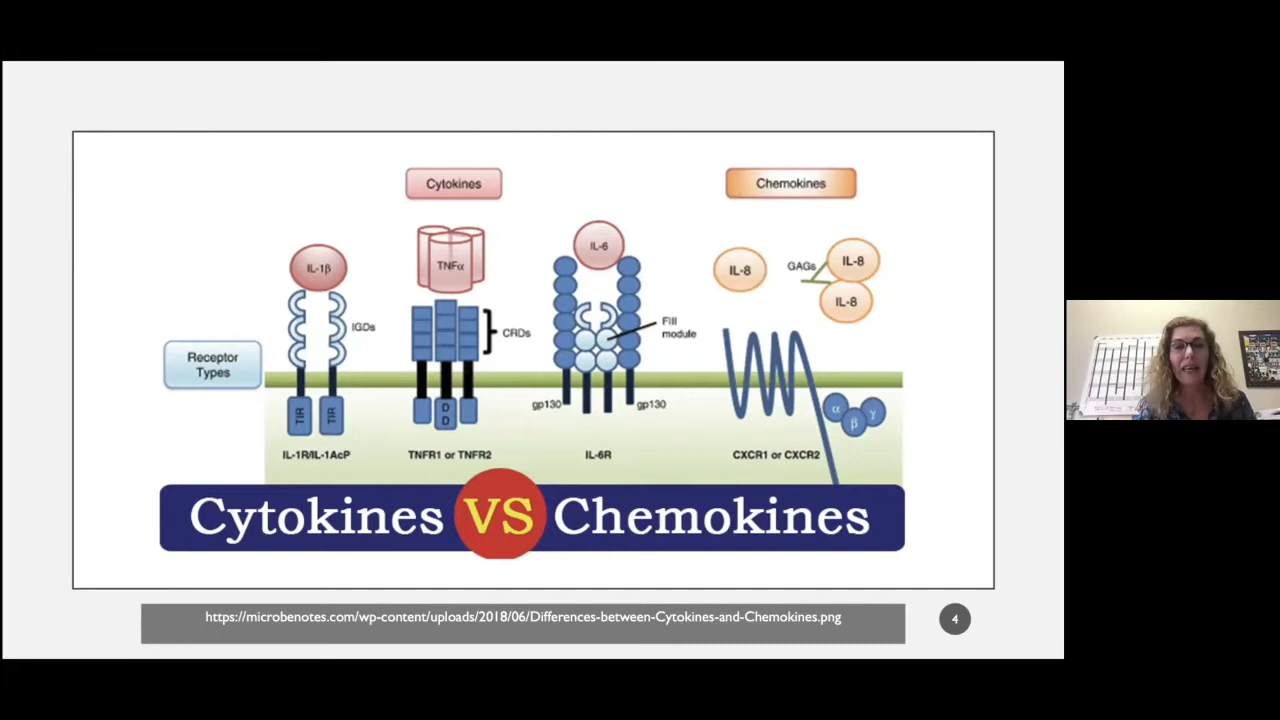 Cytokines
Chemokines
IL-1β
TNFα
IL-6
IL-8
GAGs
IL-8
IL-8
IGDs
CRDs
FIII
module
Receptor
Types
TIR
TIR
D
D
gp130
gp130
α
β
γ
IL-1R/IL-1AcP
TNFR1 or TNFR2
IL-6R
CXCR1 or CXCR2
Cytokines VS Chemokines
https://microbenotes.com/wp-content/uploads/2018/06/Differences-between-Cytokines-and-Chemokines.png
4